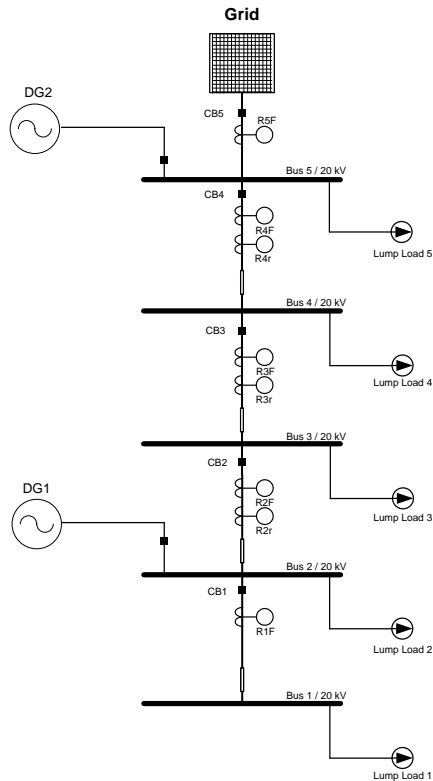 Grid
DG2
CB5
R5F
Bus 5 / 20 kV
CB4
R4F
R4r
Lump Load 5
Bus 4 / 20 kV
CB3
R3F
R3r
Lump Load 4
Bus 3 / 20 kV
CB2
DG1
R2F
R2r
Lump Load 3
Bus 2 / 20 kV
CB1
R1F
Lump Load 2
Bus 1 / 20 kV
Lump Load 1